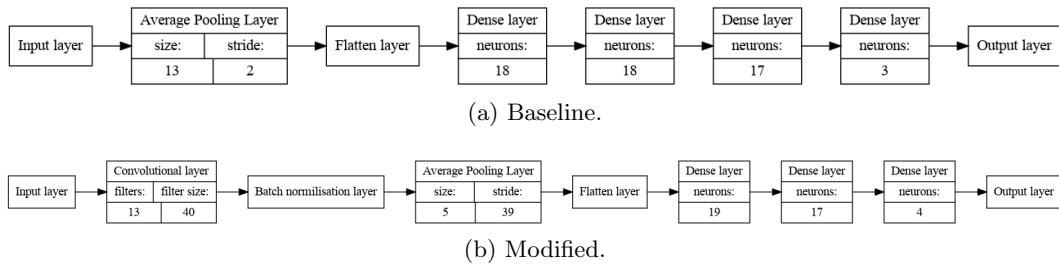 Input layer
Average Pooling Layer
size: stride:
13 2
Flatten layer
Dense layer
neurons:
18
Dense layer
neurons:
18
Dense layer
neurons:
17
Dense layer
neurons:
3
Output layer
(a) Baseline.
Input layer
Convolutional layer
filters: filter size:
13 40
Batch normilisation layer
Average Pooling Layer
size: stride:
5 39
Flatten layer
Dense layer
neurons:
19
Dense layer
neurons:
17
Dense layer
neurons:
4
Output layer
(b) Modified.